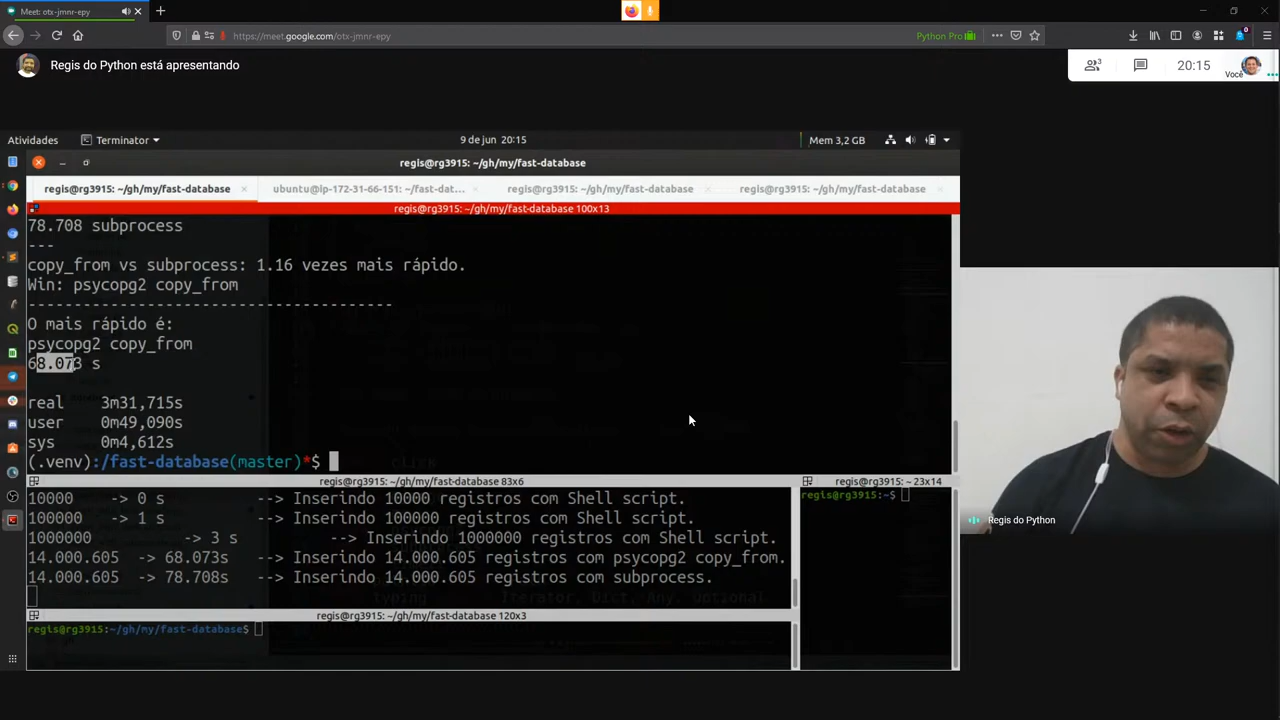 Meet: otx-jmnr-epy
https://meet.google.com/otx-jmnr-epy
Python Pro
Regis do Python está apresentando
3
20:15
Você
Atividades
Terminator
9 de jun 20:15
Mem 3,2 GB
regis@rg3915: ~/gh/my/fast-database
regis@rg3915: ~/gh/my/fast-database
ubuntu@ip-172-31-66-151: ~/fast-dat...
regis@rg3915: ~/gh/my/fast-database
regis@rg3915: ~/gh/my/fast-database
regis@rg3915: ~/gh/my/fast-database 100x13
78.708 subprocess
---
copy_from vs subprocess: 1.16 vezes mais rápido.
Win: psycopg2 copy_from
----------------------------------------
O mais rápido é:
psycopg2 copy_from
68.073 s
real 3m31,715s
user 0m49,090s
sys 0m4,612s
(.venv):/fast-database(master)*$
regis@rg3915: ~/gh/my/fast-database 83x6
regis@rg3915: ~ 23x14
10000 -> 0 s --> Inserindo 10000 registros com Shell script.
regis@rg3915:~$
100000 -> 1 s --> Inserindo 100000 registros com Shell script.
1000000 -> 3 s --> Inserindo 1000000 registros com Shell script.
14.000.605 -> 68.073s --> Inserindo 14.000.605 registros com psycopg2 copy_from.
14.000.605 -> 78.708s --> Inserindo 14.000.605 registros com subprocess.
typing Iterator, Dict, Any, Optional
regis@rg3915: ~/gh/my/fast-database 120x3
regis@rg3915:~/gh/my/fast-database$
Regis do Python